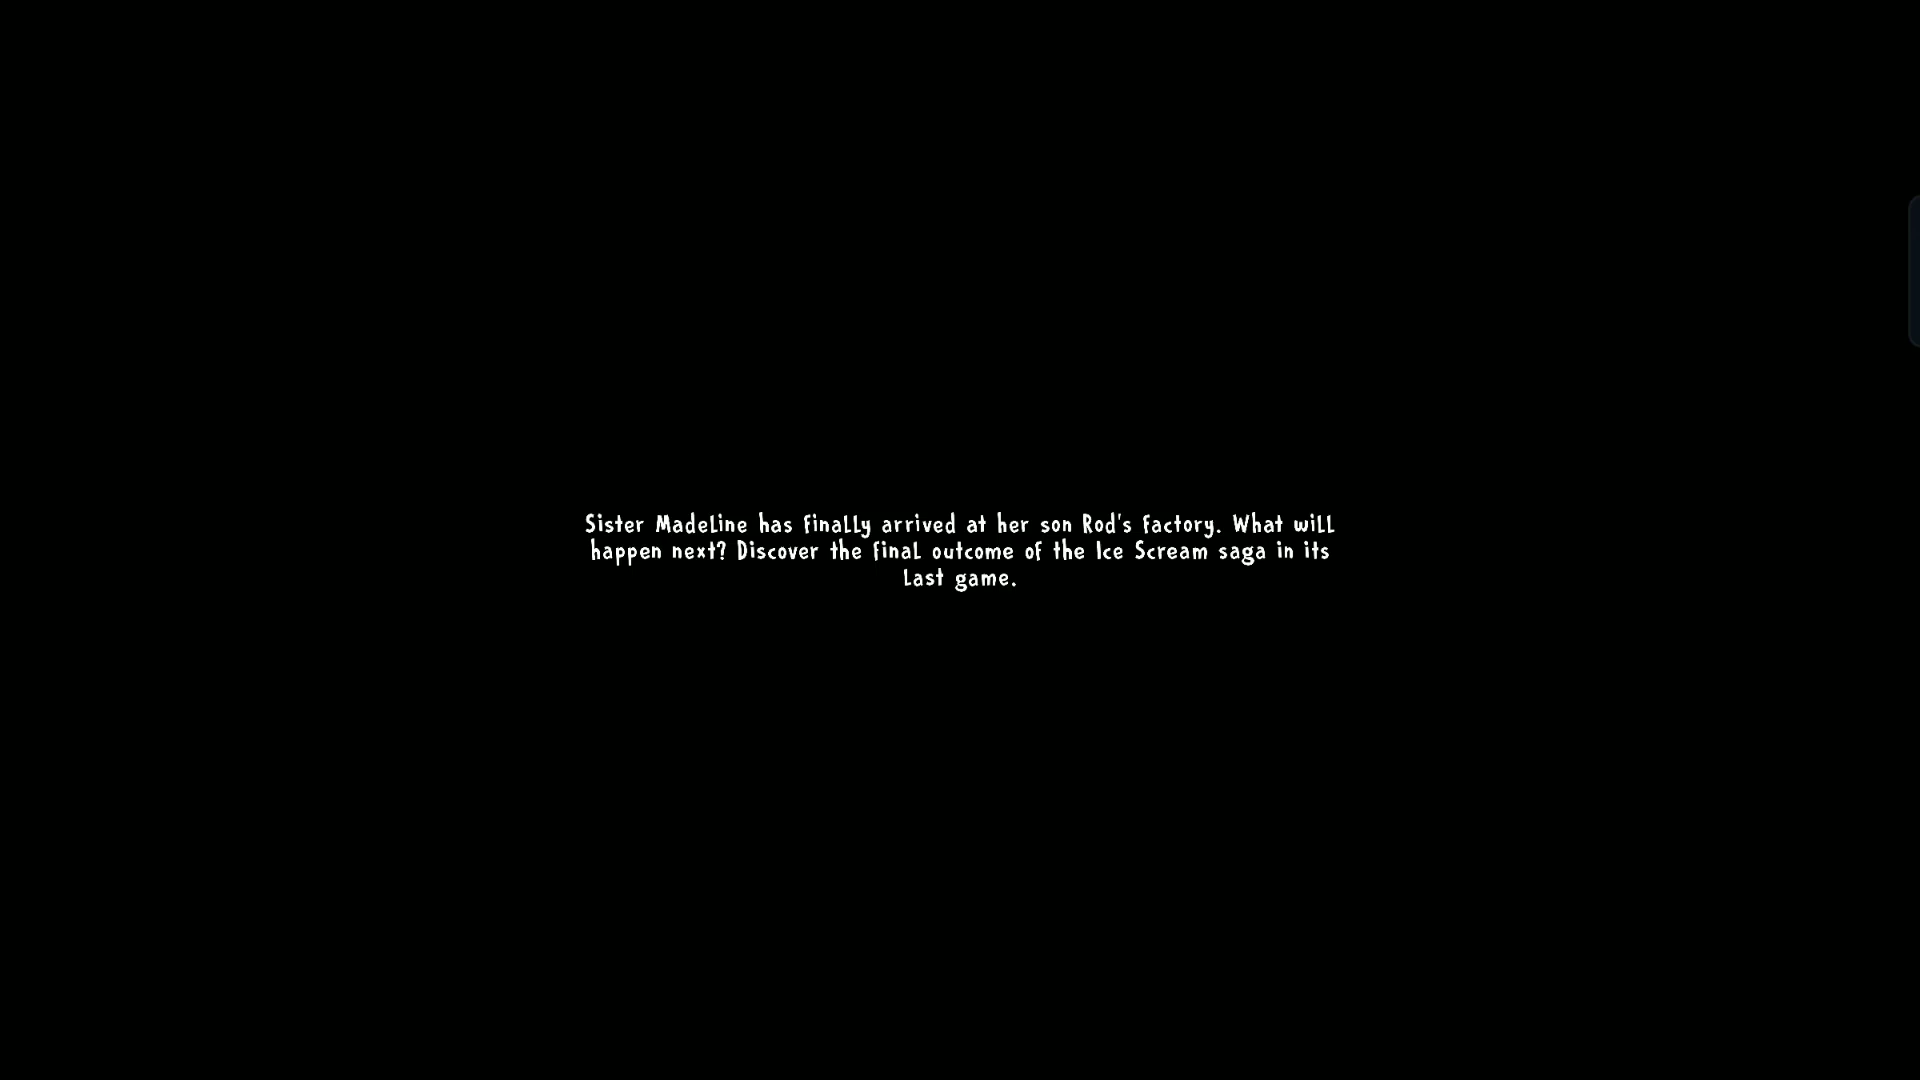 Sister Madeline has finally arrived at her son Rod's factory. What will
happen next? Discover the final outcome of the Ice Scream saga in its
last game.